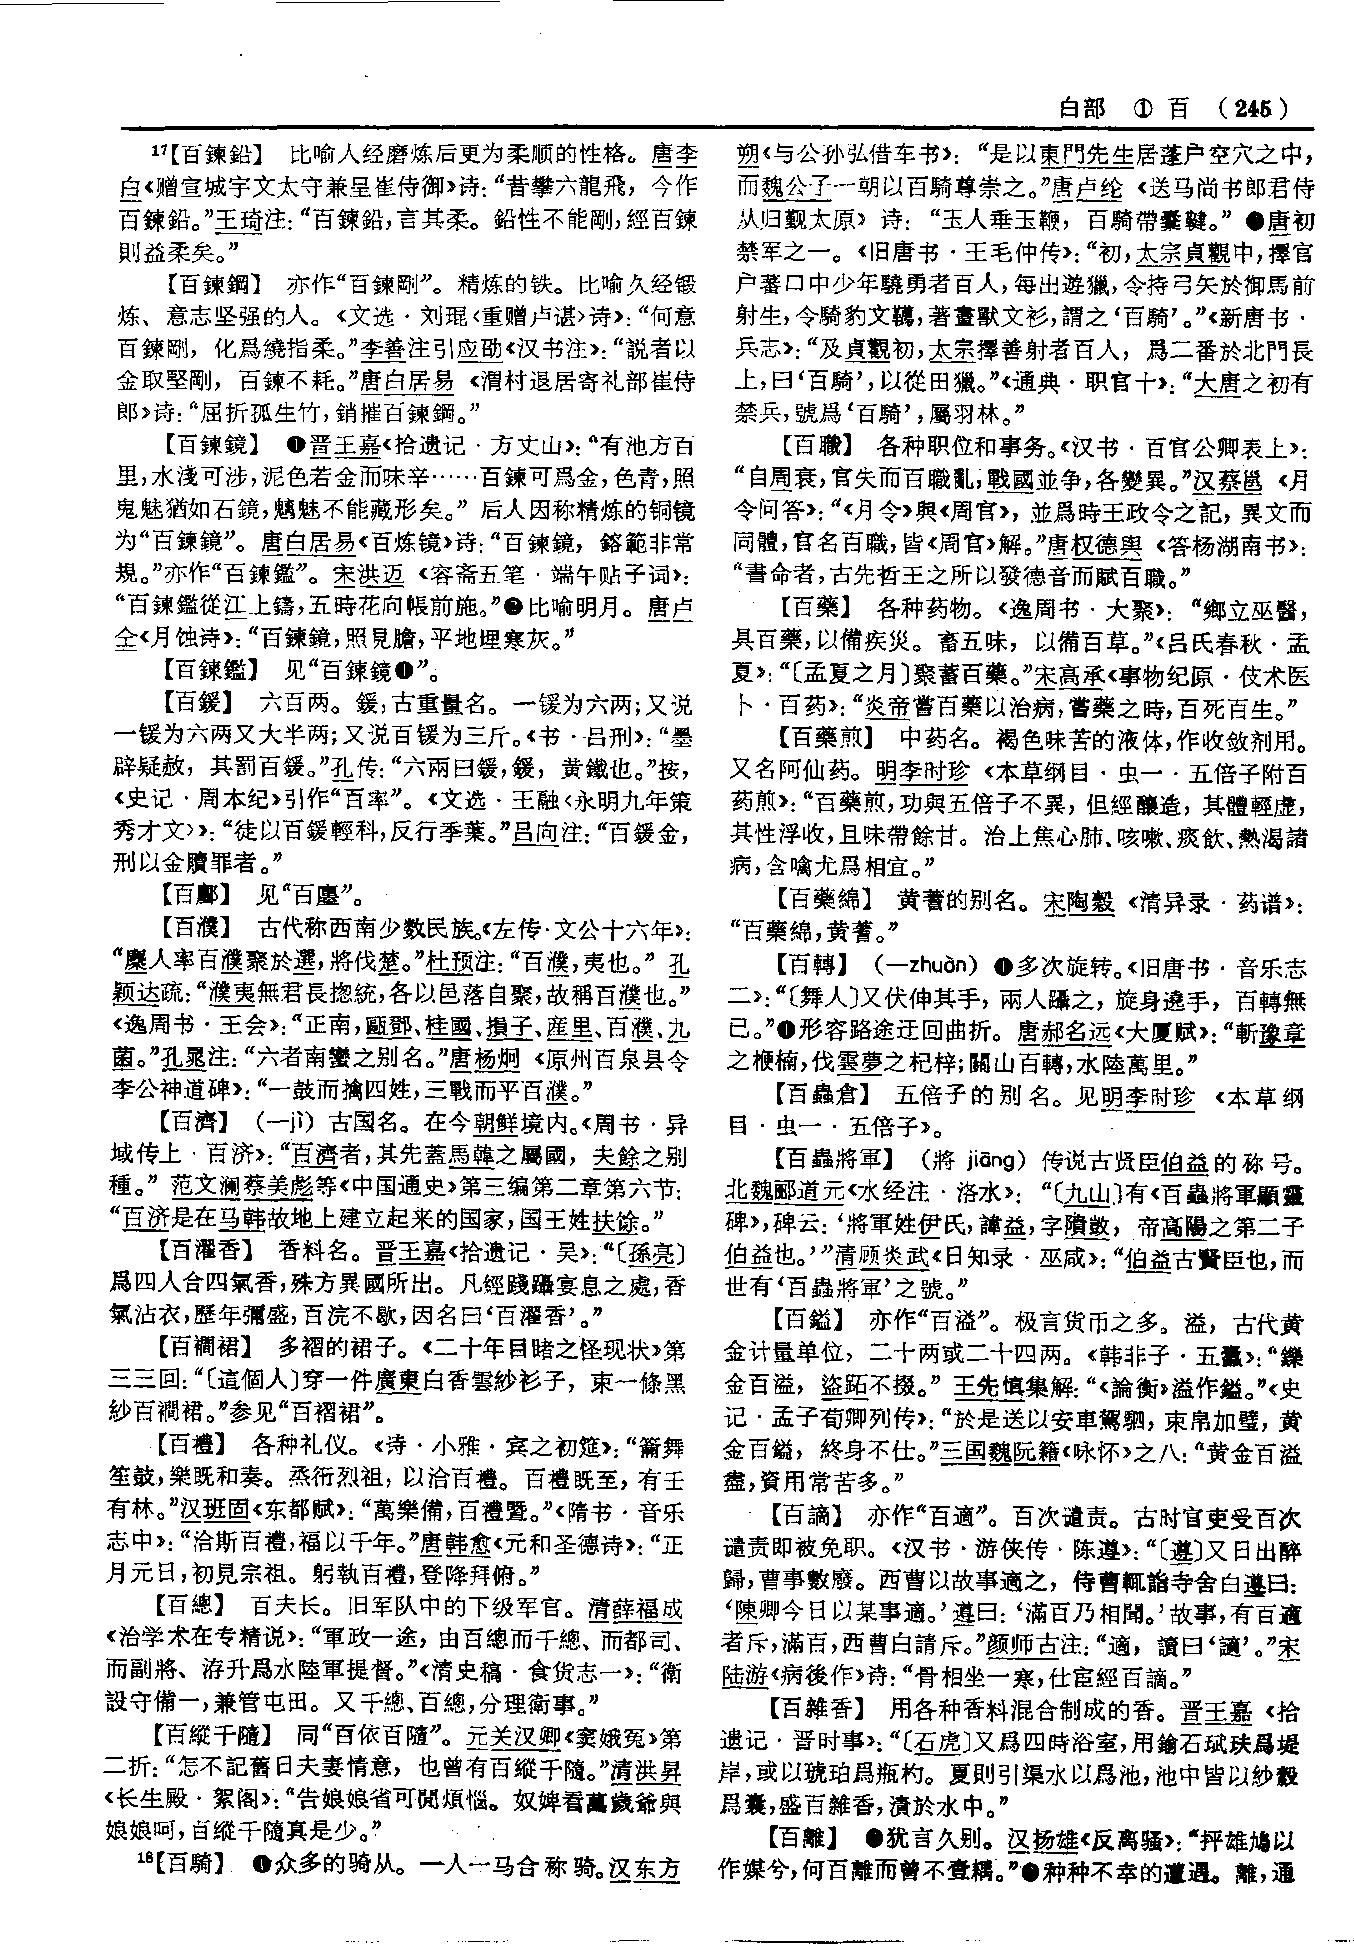 白部 ① 百 （245）
17【百鍊鉛】 比喻人经磨炼后更为柔顺的性格。唐李
白《赠宣城宇文太守兼呈崔侍御》诗：“昔攀六龍飛，今作
百鍊鉛。”王琦注：“百鍊鉛，言其柔。鉛性不能剛，經百鍊
則益柔矣。”
【百鍊鋼】 亦作“百鍊剛”。精炼的铁。比喻久经锻
炼、意志坚强的人。《文选·刘琨〈重赠卢谌〉诗》：“何意
百鍊剛，化爲繞指柔。”李善注引应劭《汉书注》：“説者以
金取堅剛，百鍊不耗。”唐白居易《渭村退居寄礼部崔侍
郎》诗：“屈折孤生竹，銷摧百鍊鋼。”
【百鍊鏡】 ❶晋王嘉《拾遗记·方丈山》：“有池方百
里，水淺可涉，泥色若金而味辛……百鍊可爲金，色青，照
鬼魅猶如石鏡，魑魅不能藏形矣。”后人因称精炼的铜镜
为“百鍊鏡”。唐白居易《百炼镜》诗：“百鍊鏡，鎔範非常
規。”亦作“百鍊鑑”。宋洪迈《容斋五笔·端午贴子词》：
“百鍊鑑從江上鑄，五時花向帳前施。”❷比喻明月。唐卢
仝《月蚀诗》：“百鍊鏡，照見膽，平地埋寒灰。”
【百鍊鑑】 见“百鍊鏡❶”。
【百鍰】 六百两。鍰，古重量名。一锾为六两；又说
一锾为六两又大半两；又说百锾为三斤。《书·吕刑》：“墨
辟疑赦，其罚百鍰。”孔传：“六兩曰鍰，鍰，黄鐵也。”按，
《史记·周本纪》引作“百率”。《文选·王融〈永明九年策
秀才文〉》：“徒以百鍰輕科，反行季葉。”吕向注：“百鍰金，
刑以金贖罪者。”
【百鄽】 见“百廛”。
【百濮】 古代称西南少数民族。《左传·文公十六年》：
“麇人率百濮聚於選，將伐楚。”杜预注：“百濮，夷也。”孔
颖达疏：“濮夷無君長揔統，各以邑落自聚，故稱百濮也。”
《逸周书·王会》：“正南，甌鄧、桂國、損子、産里、百濮、九
菌。”孔晁注：“六者南蠻之别名。”唐杨炯《原州百泉县令
李公神道碑》：“一鼓而擒四姓，三戰而平百濮。”
【百濟】 （—jǐ）古国名。在今朝鲜境内。《周书·异
域传上·百济》：“百濟者，其先蓋馬韓之屬國，夫餘之别
種。”范文澜蔡美彪等《中国通史》第三编第二章第六节：
“百济是在马韩故地上建立起来的国家，国王姓扶馀。”
【百濯香】 香料名。晋王嘉《拾遗记·吴》：“〔孫亮〕
爲四人合四氣香，殊方異國所出。凡經踐躡宴息之處，香
氣沾衣，歷年彌盛，百浣不歇，因名曰‘百濯香’。”
【百襇裙】 多褶的裙子。《二十年目睹之怪现状》第
三三回：“〔這個人〕穿一件廣東白香雲紗衫子，束一條黑
紗百襇裙。”参见“百褶裙”。
【百禮】 各种礼仪。《诗·小雅·宾之初筵》：“籥舞
笙鼓，樂既和奏。烝衎烈祖，以洽百禮。百禮既至，有壬
有林。”汉班固《东都赋》：“萬樂備，百禮暨。”《隋书·音乐
志中》：“洽斯百禮，福以千年。”唐韩愈《元和圣德诗》：“正
月元日，初見宗祖。躬執百禮，登降拜俯。”
【百總】 百夫长。旧军队中的下级军官。清薛福成
《治学术在专精说》：“軍政一途，由百總而千總、而都司、
而副將、洊升爲水陸軍提督。”《清史稿·食货志一》：“衛
設守備一，兼管屯田。又千總、百總，分理衛事。”
【百縱千隨】 同“百依百隨”。元关汉卿《窦娥冤》第
二折：“怎不記舊日夫妻情意，也曾有百縱千隨。”清洪昇
《长生殿·絮阁》：“告娘娘省可閒煩惱。奴婢看萬歲爺與
娘娘呵，百縱千隨真是少。”
18【百騎】 ❶众多的骑从。一人一马合称骑。汉东方
朔《与公孙弘借车书》：“是以東門先生居蓬户空穴之中，
而魏公子一朝以百騎尊崇之。”唐卢纶《送马尚书郎君侍
从归觐太原》诗：“玉人垂玉鞭，百騎帶櫜鞬。”❷唐初
禁军之一。《旧唐书·王毛仲传》：“初，太宗貞觀中，擇官
户蕃口中少年驍勇者百人，每出遊獵，令持弓矢於御馬前
射生，令騎豹文韉，著畫獸文衫，謂之‘百騎’。”《新唐书·
兵志》：“及貞觀初，太宗擇善射者百人，爲二番於北門長
上，曰‘百騎’，以從田獵。”《通典·职官十》：“大唐之初有
禁兵，號爲‘百騎’，屬羽林。”
【百職】 各种职位和事务。《汉书·百官公卿表上》：
“自周衰，官失而百職亂，戰國並争，各變異。”汉蔡邕《月
令问答》：“《月令》與《周官》，並爲時王政令之記，異文而
同體，官名百職，皆《周官》解。”唐权德舆《答杨湖南书》：
“書命者，古先哲王之所以發德音而賦百職。”
【百藥】 各种药物。《逸周书·大聚》：“鄉立巫醫，
具百藥，以備疾災。畜五味，以備百草。”《吕氏春秋·孟
夏》：“〔孟夏之月〕聚蓄百藥。”宋高承《事物纪原·伎术医
卜·百药》：“炎帝嘗百藥以治病，嘗藥之時，百死百生。”
【百藥煎】 中药名。褐色味苦的液体，作收敛剂用。
又名阿仙药。明李时珍《本草纲目·虫一·五倍子附百
药煎》：“百藥煎，功與五倍子不異，但經釀造，其體輕虚，
其性浮收，且味帶餘甘。治上焦心肺、咳嗽、痰飲、熱渴諸
病，含噙尤爲相宜。”
【百藥綿】 黄蓍的别名。宋陶穀《清异录·药谱》：
“百藥綿，黄蓍。”
【百轉】 （—zhuàn）❶多次旋转。《旧唐书·音乐志
二》：“〔舞人〕又伏伸其手，兩人躡之，旋身遶手，百轉無
已。”❷形容路途迂回曲折。唐郝名远《大厦赋》：“斬豫章
之楩楠，伐雲夢之杞梓；關山百轉，水陸萬里。”
【百蟲倉】 五倍子的别名。见明李时珍《本草纲
目·虫一·五倍子》。
【百蟲將軍】 （將 jiāng）传说古贤臣伯益的称号。
北魏郦道元《水经注·洛水》：“〔九山〕有《百蟲將軍顯靈
碑》，碑云：‘將軍姓伊氏，諱益，字隤敳，帝高陽之第二子
伯益也。’”清顾炎武《日知录·巫咸》：“伯益古賢臣也，而
世有‘百蟲將軍’之號。”
【百鎰】 亦作“百溢”。极言货币之多。溢，古代黄
金计量单位，二十两或二十四两。《韩非子·五蠹》：“鑠
金百溢，盗跖不掇。”王先慎集解：“《論衡》溢作鎰。”《史
记·孟子荀卿列传》：“於是送以安車駕駟，束帛加璧，黄
金百鎰，終身不仕。”三国魏阮籍《咏怀》之八：“黄金百溢
盡，資用常苦多。”
【百謫】 亦作“百適”。百次谴责。古时官吏受百次
谴责即被免职。《汉书·游侠传·陈遵》：“〔遵〕又日出醉
歸，曹事數廢。西曹以故事適之，侍曹輒詣寺舍白遵曰：
‘陳卿今日以某事適。’遵曰：‘滿百乃相聞。’故事，有百適
者斥，滿百，西曹白請斥。”颜师古注：“適，讀曰‘讁’。”宋
陆游《病後作》诗：“骨相坐一寒，仕宦經百謫。”
【百雜香】 用各种香料混合制成的香。晋王嘉《拾
遗记·晋时事》：“〔石虎〕又爲四時浴室，用鍮石珷玞爲堤
岸，或以琥珀爲瓶杓。夏則引渠水以爲池，池中皆以紗縠
爲囊，盛百雜香，漬於水中。”
【百離】 ❶犹言久别。汉扬雄《反离骚》：“抨雄鴆以
作媒兮，何百離而曾不壹耦。”❷种种不幸的遭遇。離，通